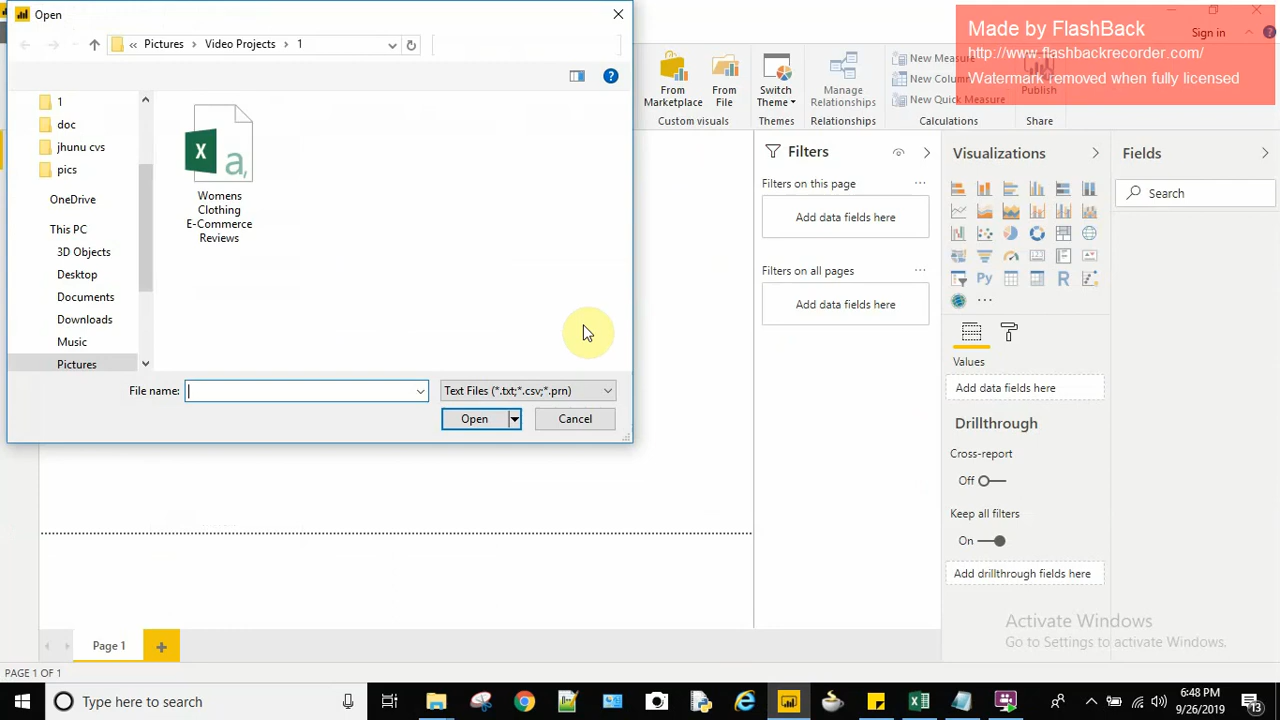 Open
Made by FlashBack
http://www.flashbackrecorder.com/
Watermark removed when fully licensed
Sign in
« Pictures > Video Projects > 1
1
doc
jhunu cvs
pics
OneDrive
This PC
3D Objects
Desktop
Documents
Downloads
Music
Pictures
X
a,
Womens
Clothing
E-Commerce
Reviews
File name:
Text Files (*.txt;*.csv;*.prn)
Open
Cancel
From
Marketplace
From
File
Custom visuals
Switch
Theme
Themes
Manage
Relationships
Relationships
New Measure
New Column
New Quick Measure
Calculations
Publish
Share
Filters
Filters on this page
...
Add data fields here
Filters on all pages
...
Add data fields here
Visualizations
Py
R
...
Values
Add data fields here
Drillthrough
Cross-report
Off
Keep all filters
On
Add drillthrough fields here
Fields
Search
Activate Windows
Go to Settings to activate Windows.
Page 1
PAGE 1 OF 1
Type here to search
6:48 PM
9/26/2019
13